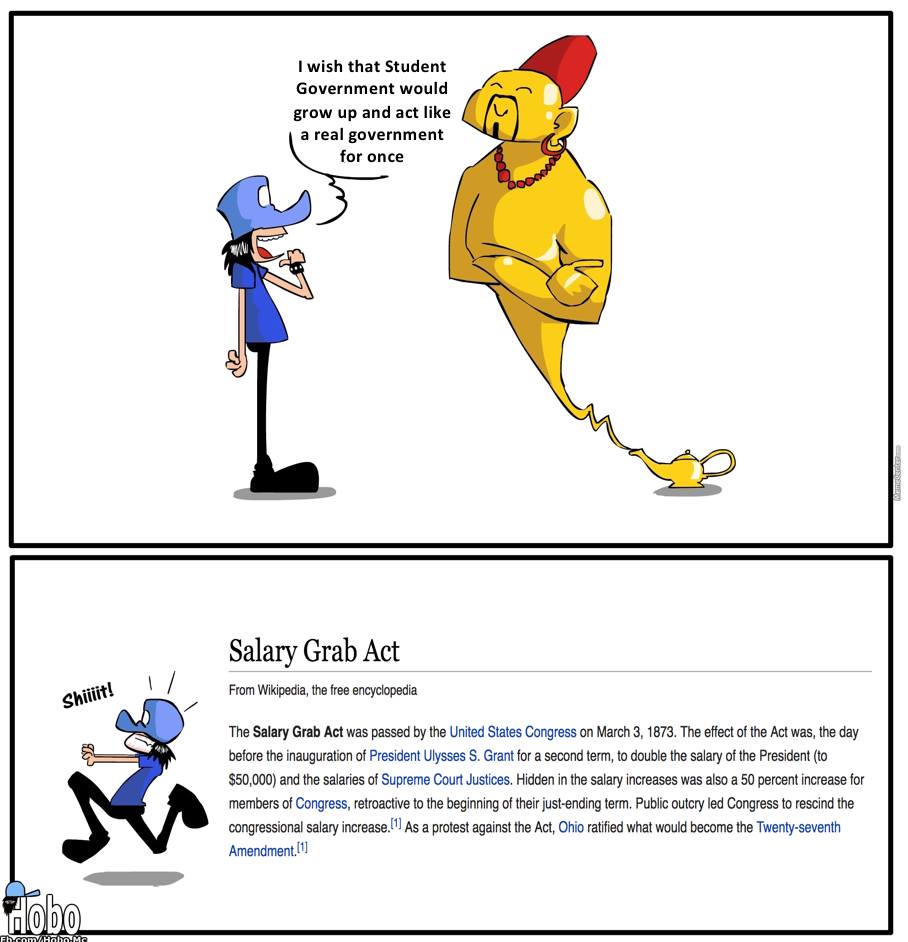 I wish that Student
Government would
grow up and act like
a real government
for once
MemeCenter.com
Salary Grab Act
From Wikipedia, the free encyclopedia
Shiiiit!
The Salary Grab Act was passed by the United States Congress on March 3, 1873. The effect of the Act was, the day
before the inauguration of President Ulysses S. Grant for a second term, to double the salary of the President (to
$50,000) and the salaries of Supreme Court Justices. Hidden in the salary increases was also a 50 percent increase for
members of Congress, retroactive to the beginning of their just-ending term. Public outcry led Congress to rescind the
congressional salary increase.[1] As a protest against the Act, Ohio ratified what would become the Twenty-seventh
Amendment.[1]
Hobo
Fb.com/Hobo.Mc